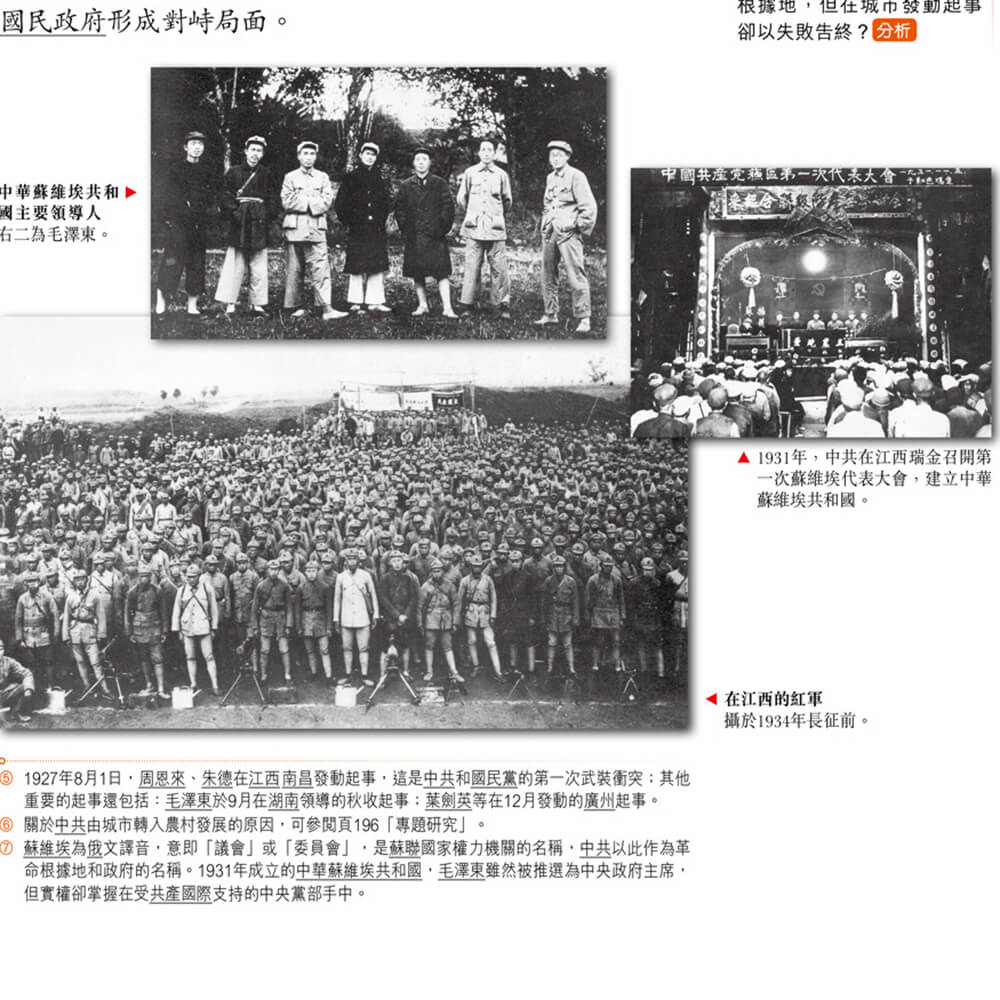 國民政府形成對峙局面。
根據地，但在城市發動起事
卻以失敗告終？分析
中華蘇維埃共和
國主要領導人
右二為毛澤東。
中國共產党穌區第一次代表大會
1931年，中共在江西瑞金召開第
一次蘇維埃代表大會，建立中華
蘇維埃共和國。
在江西的紅軍
攝於1934年長征前。
⑤ 1927年8月1日，周恩來、朱德在江西南昌發動起事，這是中共和國民黨的第一次武裝衝突；其他
重要的起事還包括：毛澤東於9月在湖南領導的秋收起事；葉劍英等在12月發動的廣州起事。
⑥ 關於中共由城市轉入農村發展的原因，可參閱頁196「專題研究」。
⑦ 蘇維埃為俄文譯音，意即「議會」或「委員會」，是蘇聯國家權力機關的名稱，中共以此作為革
命根據地和政府的名稱。1931年成立的中華蘇維埃共和國，毛澤東雖然被推選為中央政府主席，
但實權卻掌握在受共產國際支持的中央黨部手中。